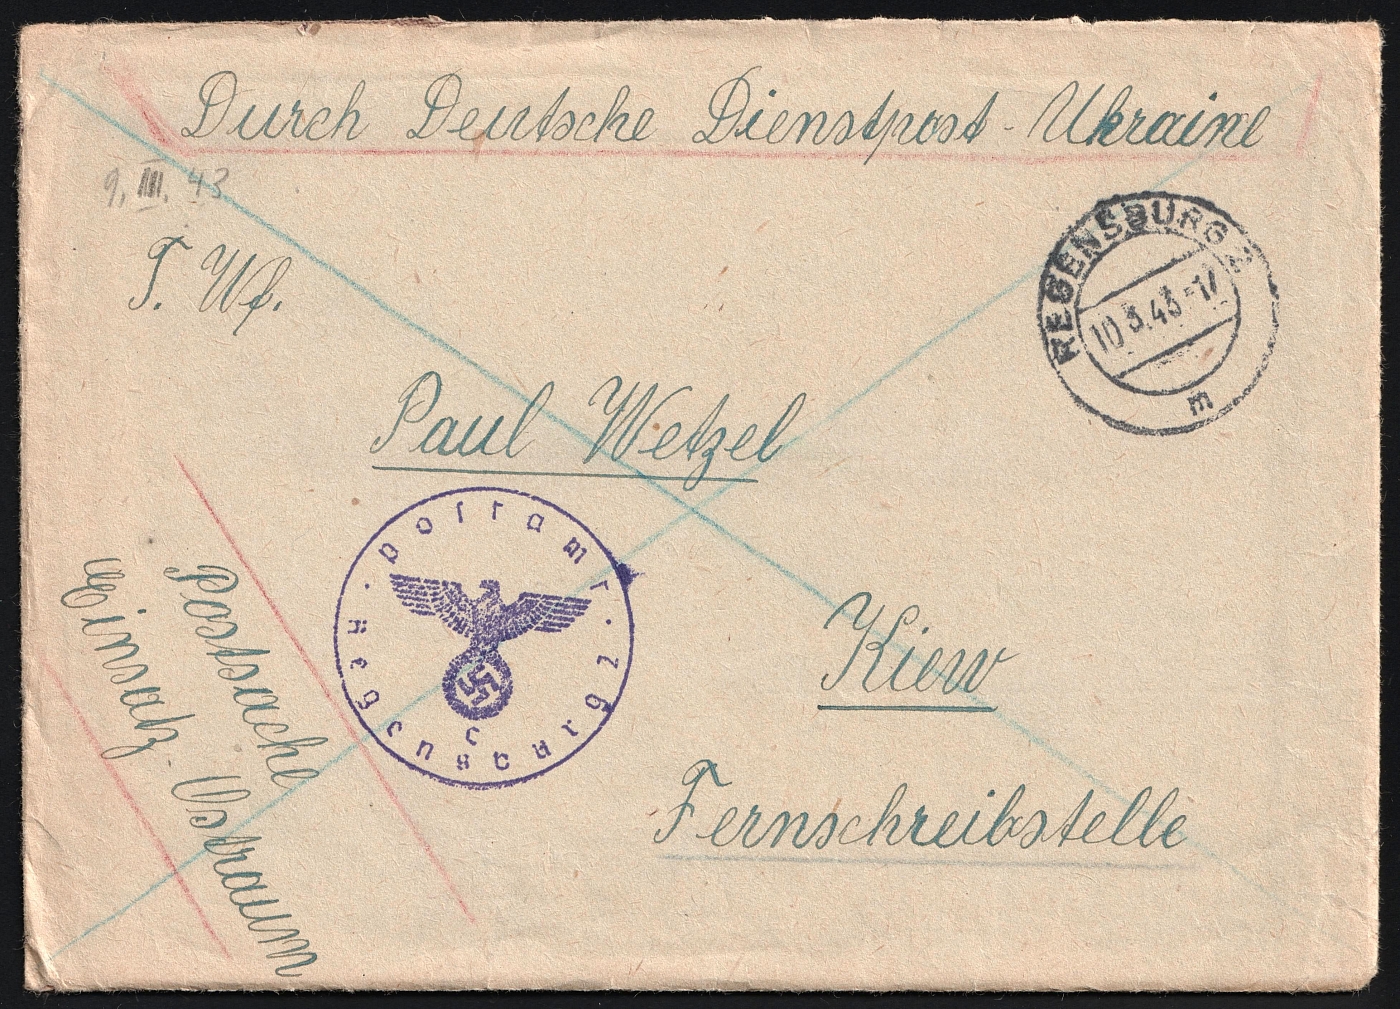 Durch Deutsche Dienstpost - Ukraine
9. III. 43
T. W.
REGENSBURG 2
10.3.43-17
m
Paul Wetzel
Postamt
Regensburg 2
c
Kiew
Fernschreibstelle
Postsache
Einsatz - Ostraum